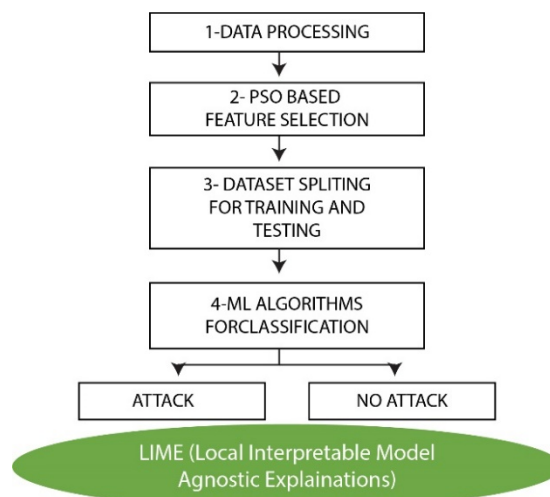 1-DATA PROCESSING
2- PSO BASED
FEATURE SELECTION
3- DATASET SPLITING
FOR TRAINING AND
TESTING
4-ML ALGORITHMS
FORCLASSIFICATION
ATTACK
NO ATTACK
LIME (Local Interpretable Model
Agnostic Explainations)